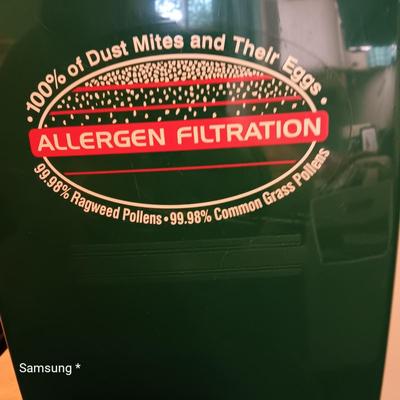 • 100% of Dust Mites and Their Eggs •
ALLERGEN FILTRATION
99.98% Ragweed Pollens • 99.98% Common Grass Pollens
Samsung *